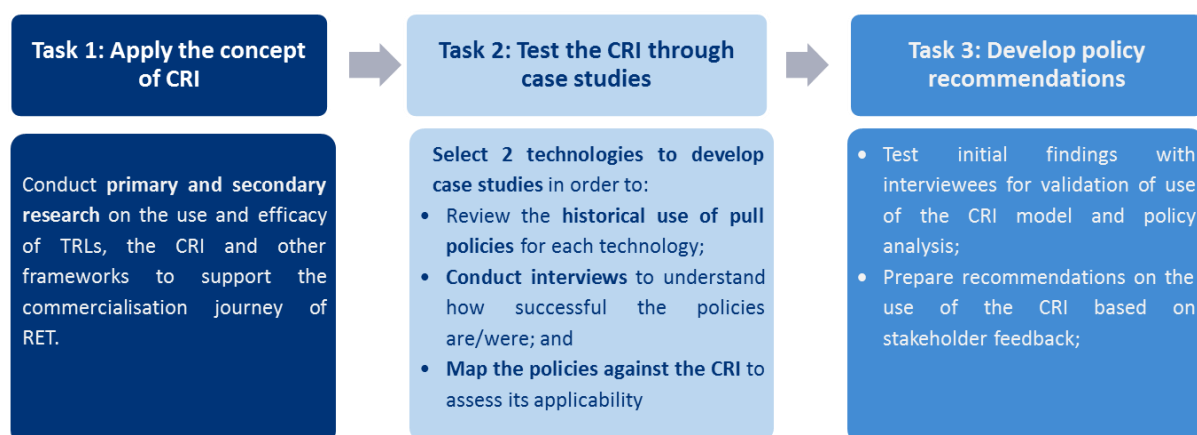 Task 1: Apply the concept
of CRI
Conduct primary and secondary
research on the use and efficacy
of TRLs, the CRI and other
frameworks to support the
commercialisation journey of
RET.
Task 2: Test the CRI through
case studies
Select 2 technologies to develop
case studies in order to:
• Review the historical use of pull
policies for each technology;
• Conduct interviews to understand
how successful the policies
are/were; and
• Map the policies against the CRI to
assess its applicability
Task 3: Develop policy
recommendations
• Test initial findings with
interviewees for validation of use
of the CRI model and policy
analysis;
• Prepare recommendations on the
use of the CRI based on
stakeholder feedback;